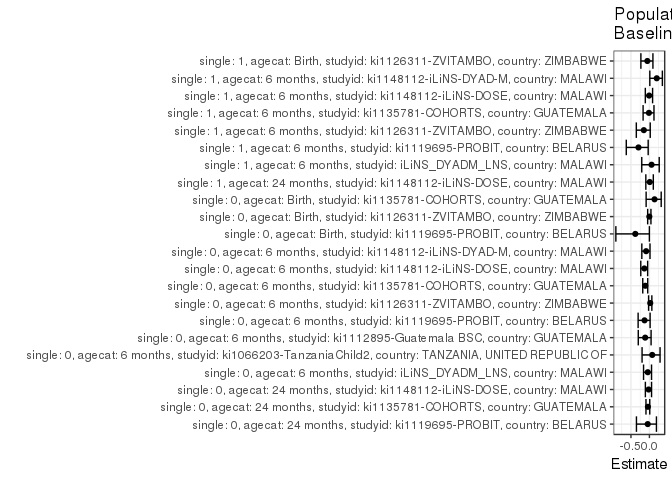 Populat
Baselin
single: 1, agecat: Birth, studyid: ki1126311-ZVITAMBO, country: ZIMBABWE
single: 1, agecat: 6 months, studyid: ki1148112-iLiNS-DYAD-M, country: MALAWI
single: 1, agecat: 6 months, studyid: ki1148112-iLiNS-DOSE, country: MALAWI
single: 1, agecat: 6 months, studyid: ki1135781-COHORTS, country: GUATEMALA
single: 1, agecat: 6 months, studyid: ki1126311-ZVITAMBO, country: ZIMBABWE
single: 1, agecat: 6 months, studyid: ki1119695-PROBIT, country: BELARUS
single: 1, agecat: 6 months, studyid: iLiNS_DYADM_LNS, country: MALAWI
single: 1, agecat: 24 months, studyid: ki1148112-iLiNS-DOSE, country: MALAWI
single: 0, agecat: Birth, studyid: ki1135781-COHORTS, country: GUATEMALA
single: 0, agecat: Birth, studyid: ki1126311-ZVITAMBO, country: ZIMBABWE
single: 0, agecat: Birth, studyid: ki1119695-PROBIT, country: BELARUS
single: 0, agecat: 6 months, studyid: ki1148112-iLiNS-DYAD-M, country: MALAWI
single: 0, agecat: 6 months, studyid: ki1148112-iLiNS-DOSE, country: MALAWI
single: 0, agecat: 6 months, studyid: ki1135781-COHORTS, country: GUATEMALA
single: 0, agecat: 6 months, studyid: ki1126311-ZVITAMBO, country: ZIMBABWE
single: 0, agecat: 6 months, studyid: ki1119695-PROBIT, country: BELARUS
single: 0, agecat: 6 months, studyid: ki1112895-Guatemala BSC, country: GUATEMALA
single: 0, agecat: 6 months, studyid: ki1066203-TanzaniaChild2, country: TANZANIA, UNITED REPUBLIC OF
single: 0, agecat: 6 months, studyid: iLiNS_DYADM_LNS, country: MALAWI
single: 0, agecat: 24 months, studyid: ki1148112-iLiNS-DOSE, country: MALAWI
single: 0, agecat: 24 months, studyid: ki1135781-COHORTS, country: GUATEMALA
single: 0, agecat: 24 months, studyid: ki1119695-PROBIT, country: BELARUS
-0.50.0
Estimate